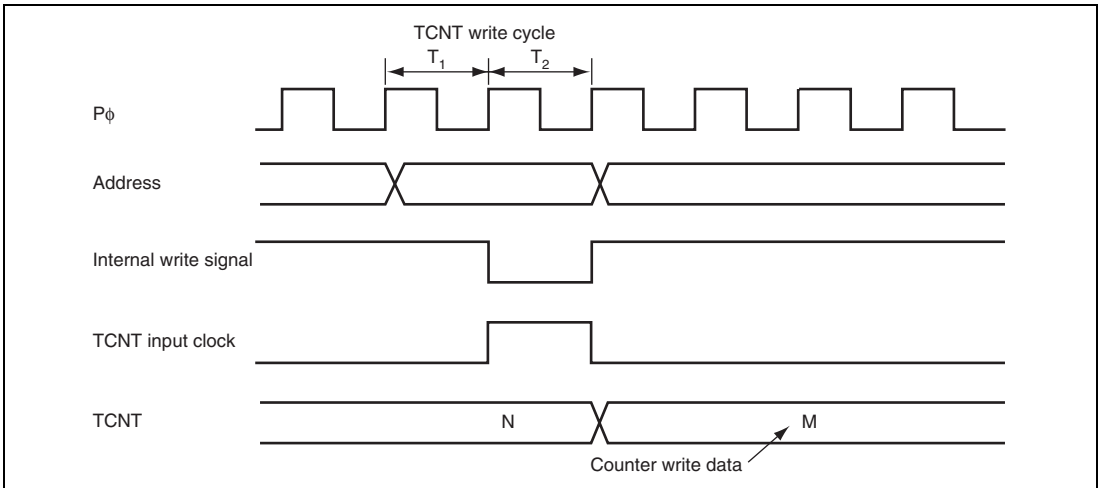 TCNT write cycle
T1 T2
Pϕ
Address
Internal write signal
TCNT input clock
TCNT N M
Counter write data